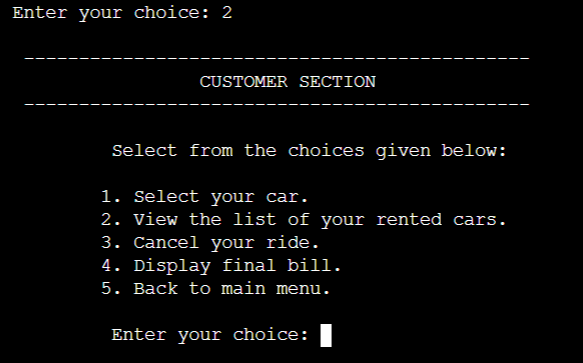 Enter your choice: 2
----------------------------------------------
CUSTOMER SECTION
----------------------------------------------
Select from the choices given below:
1. Select your car.
2. View the list of your rented cars.
3. Cancel your ride.
4. Display final bill.
5. Back to main menu.
Enter your choice: